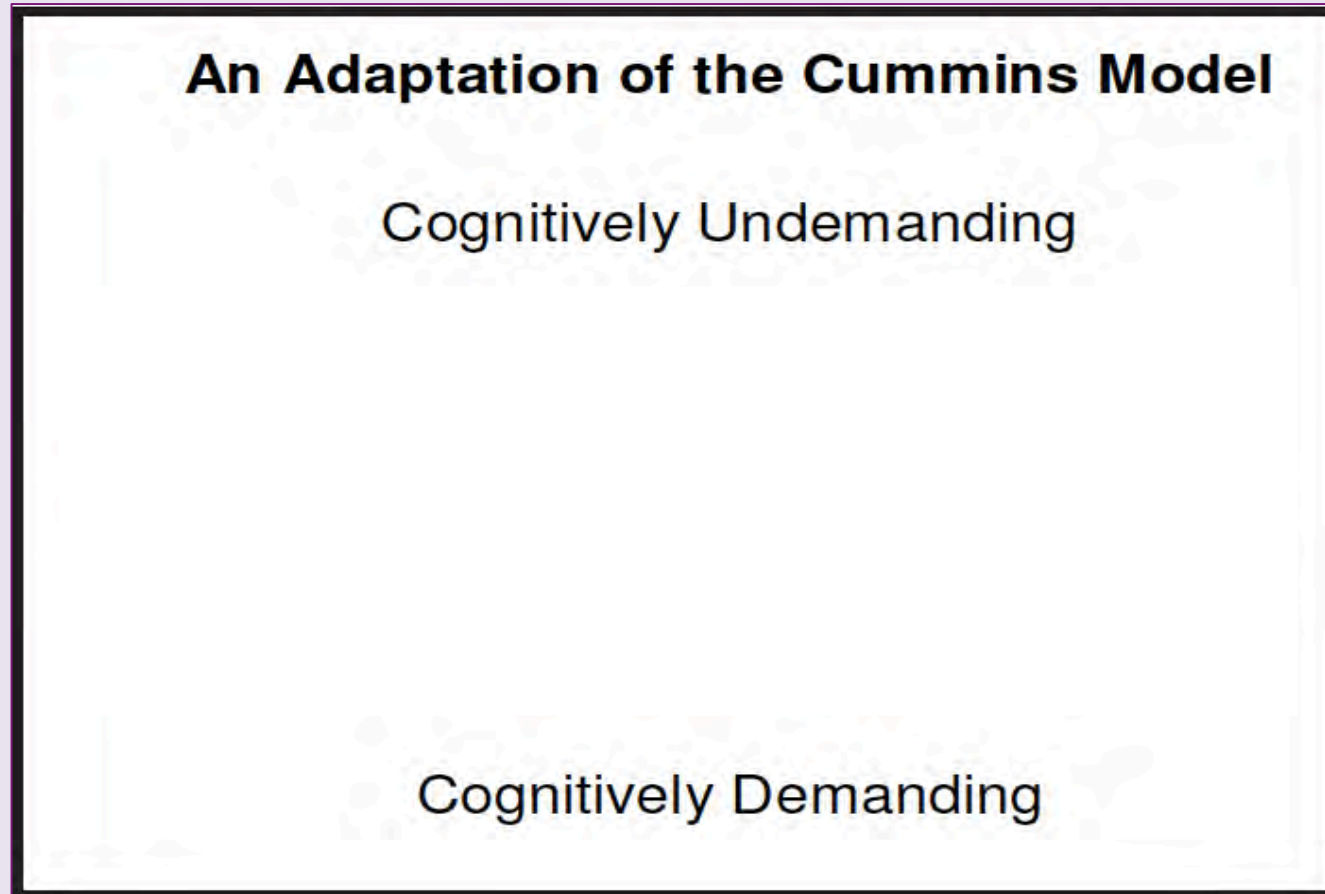 An Adaptation of the Cummins Model
Cognitively Undemanding
Cognitively Demanding